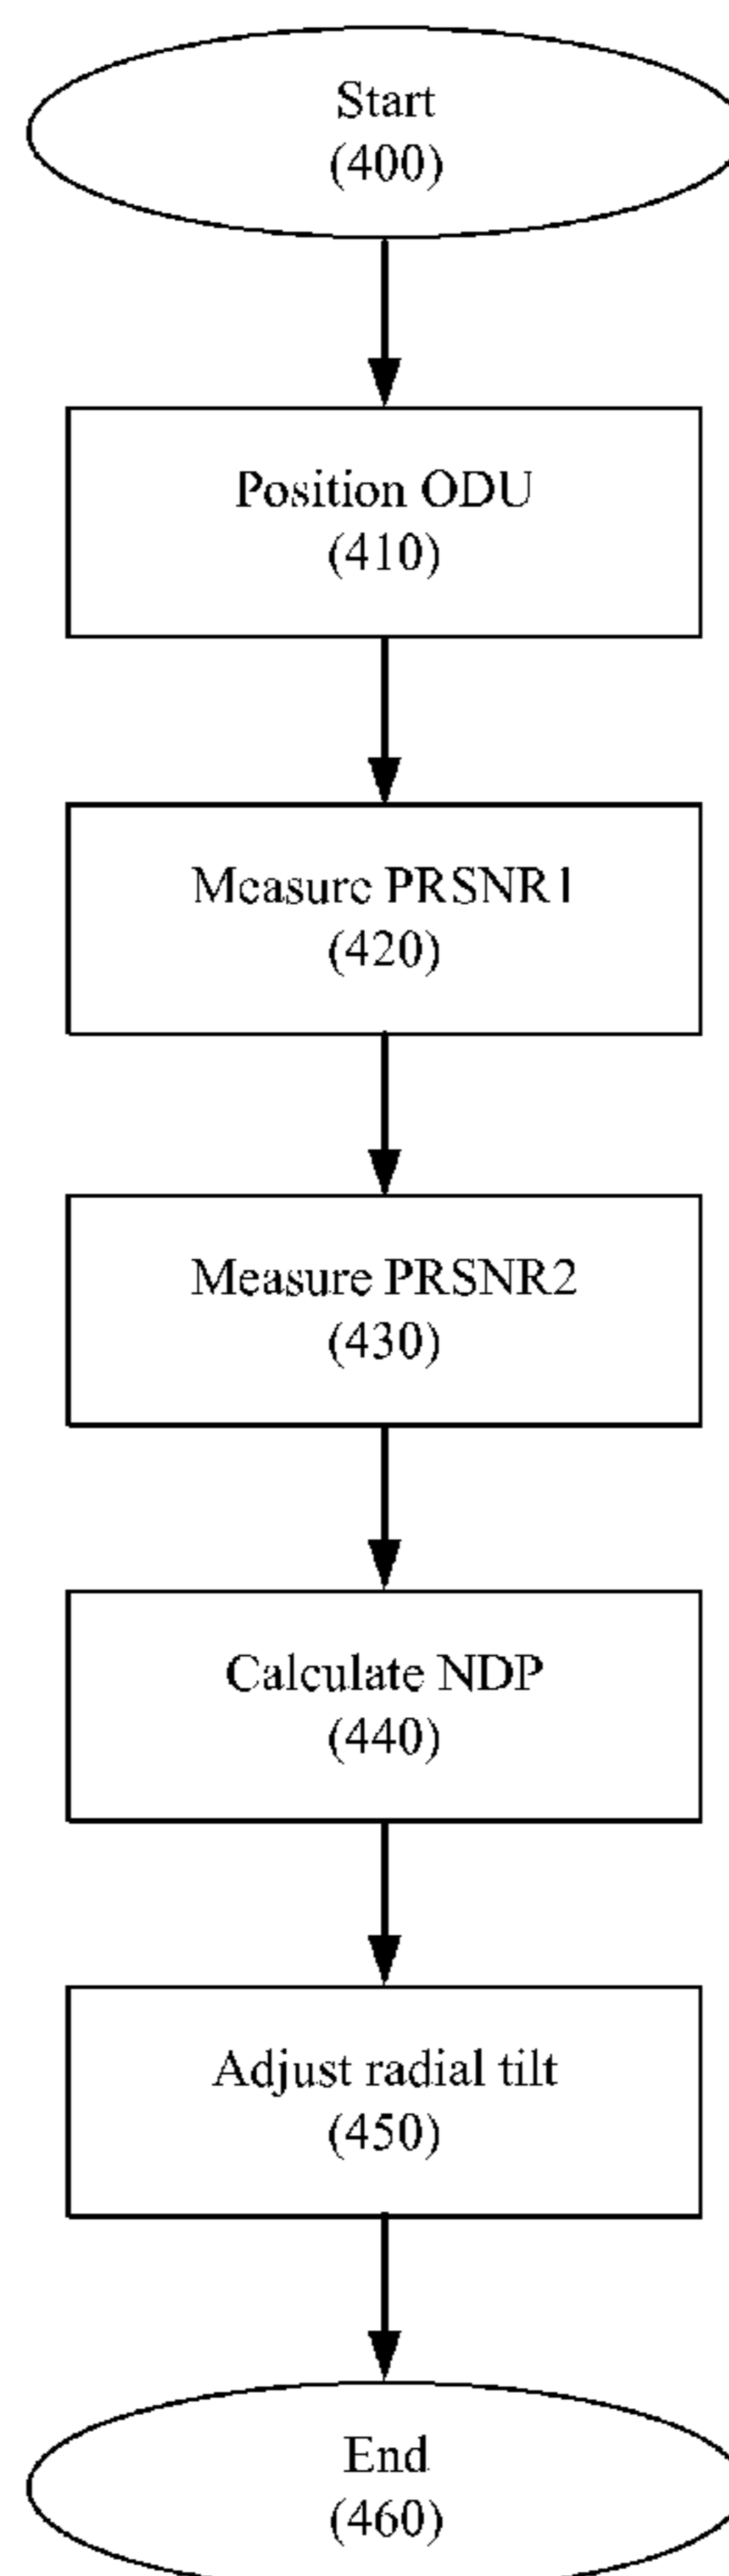 Start
(400)
Position ODU
(410)
Measure PRSNR1
(420)
Measure PRSNR2
(430)
Calculate NDP
(440)
Adjust radial tilt
(450)
End
(460)